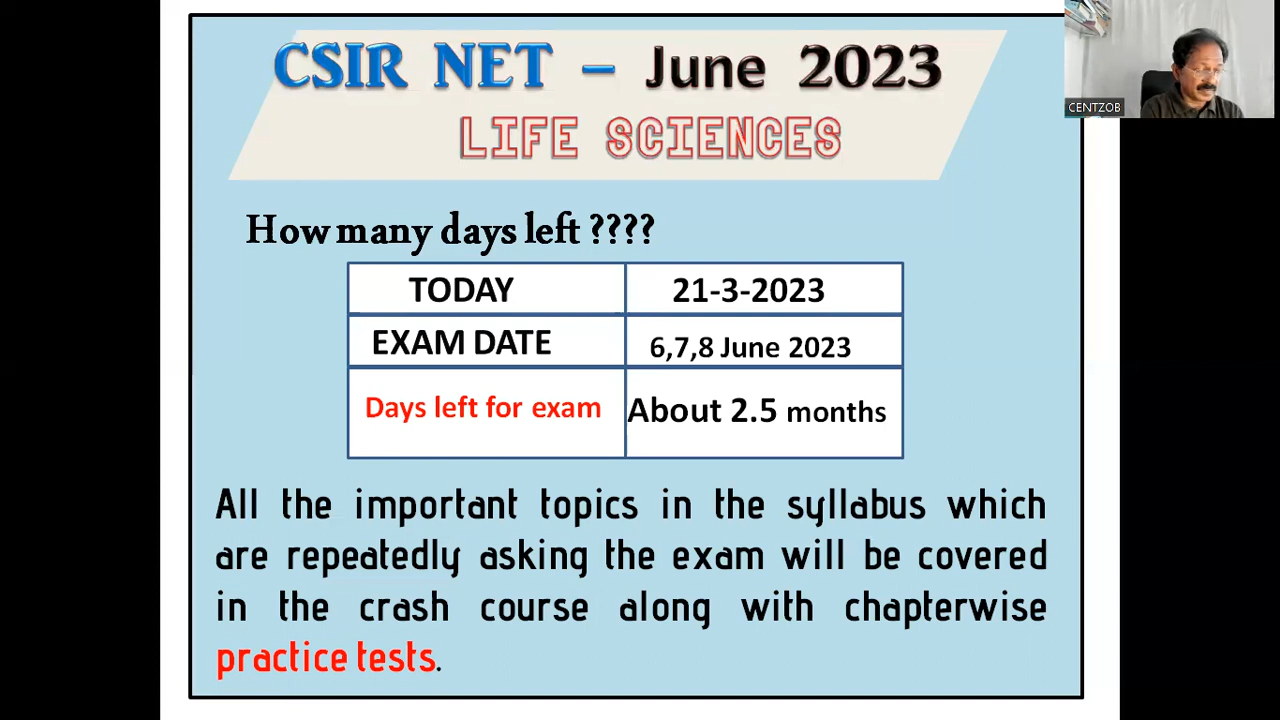 CSIR NET – June 2023
LIFE SCIENCES
CENTZOB
How many days left ????
TODAY 21-3-2023
EXAM DATE 6,7,8 June 2023
Days left for exam About 2.5 months
All the important topics in the syllabus which
are repeatedly asking the exam will be covered
in the crash course along with chapterwise
practice tests.